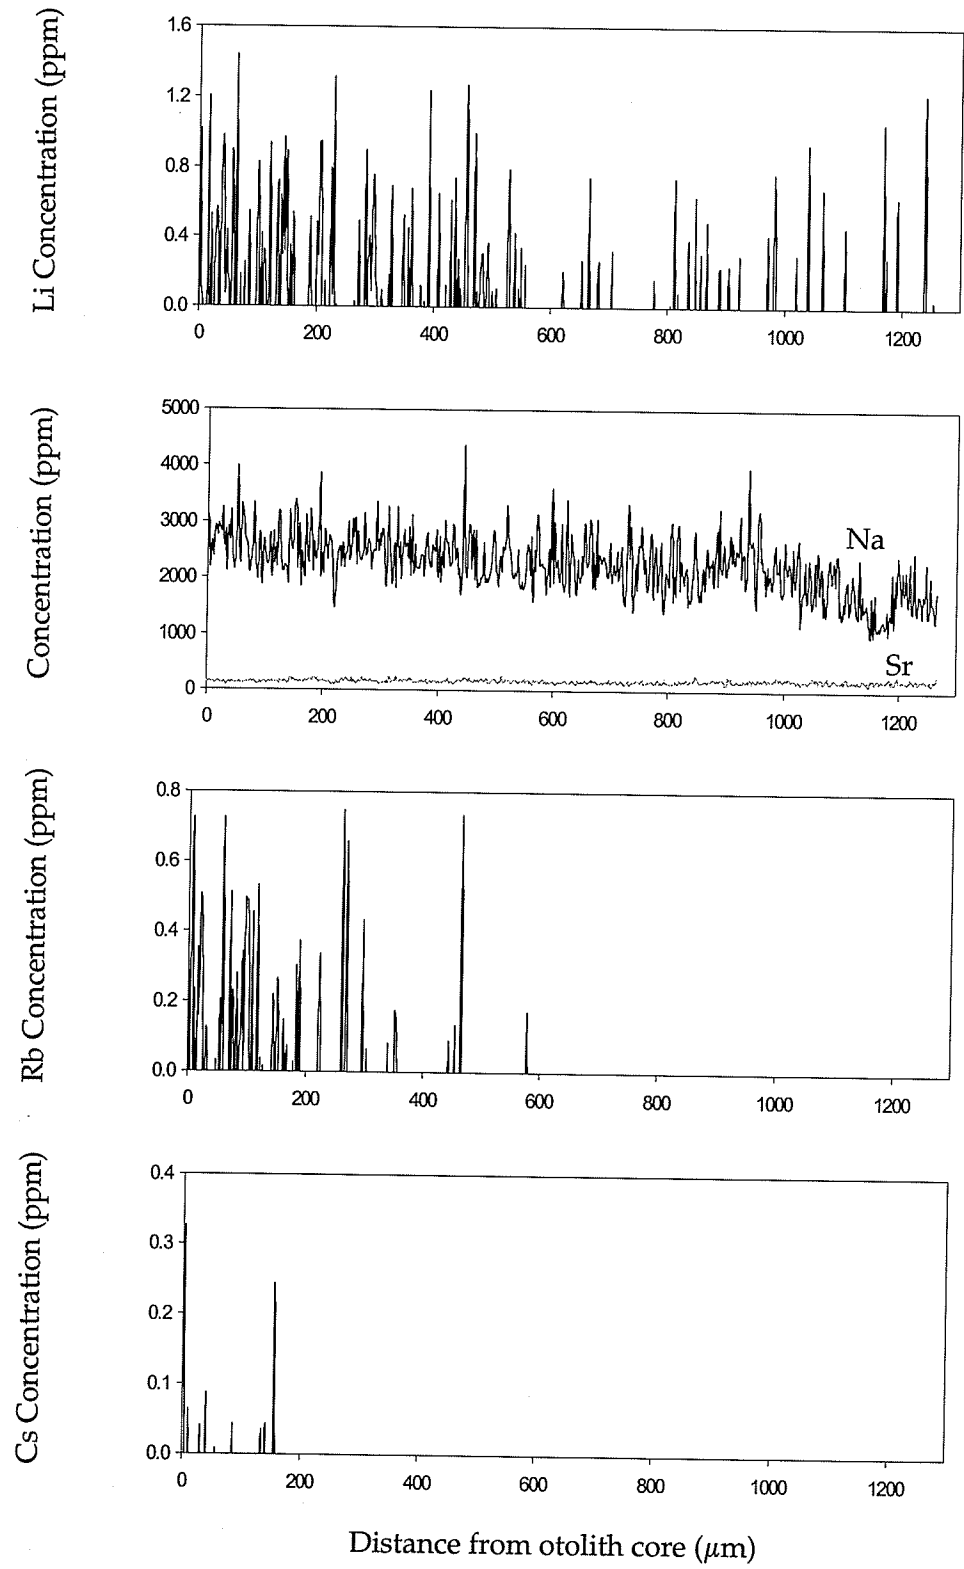 Li Concentration (ppm)
1.6
1.2
0.8
0.4
0.0
0 200 400 600 800 1000 1200
Concentration (ppm)
5000
4000
3000
2000
1000
0
Na
Sr
0 200 400 600 800 1000 1200
Rb Concentration (ppm)
0.8
0.6
0.4
0.2
0.0
0 200 400 600 800 1000 1200
Cs Concentration (ppm)
0.4
0.3
0.2
0.1
0.0
0 200 400 600 800 1000 1200
Distance from otolith core (μm)